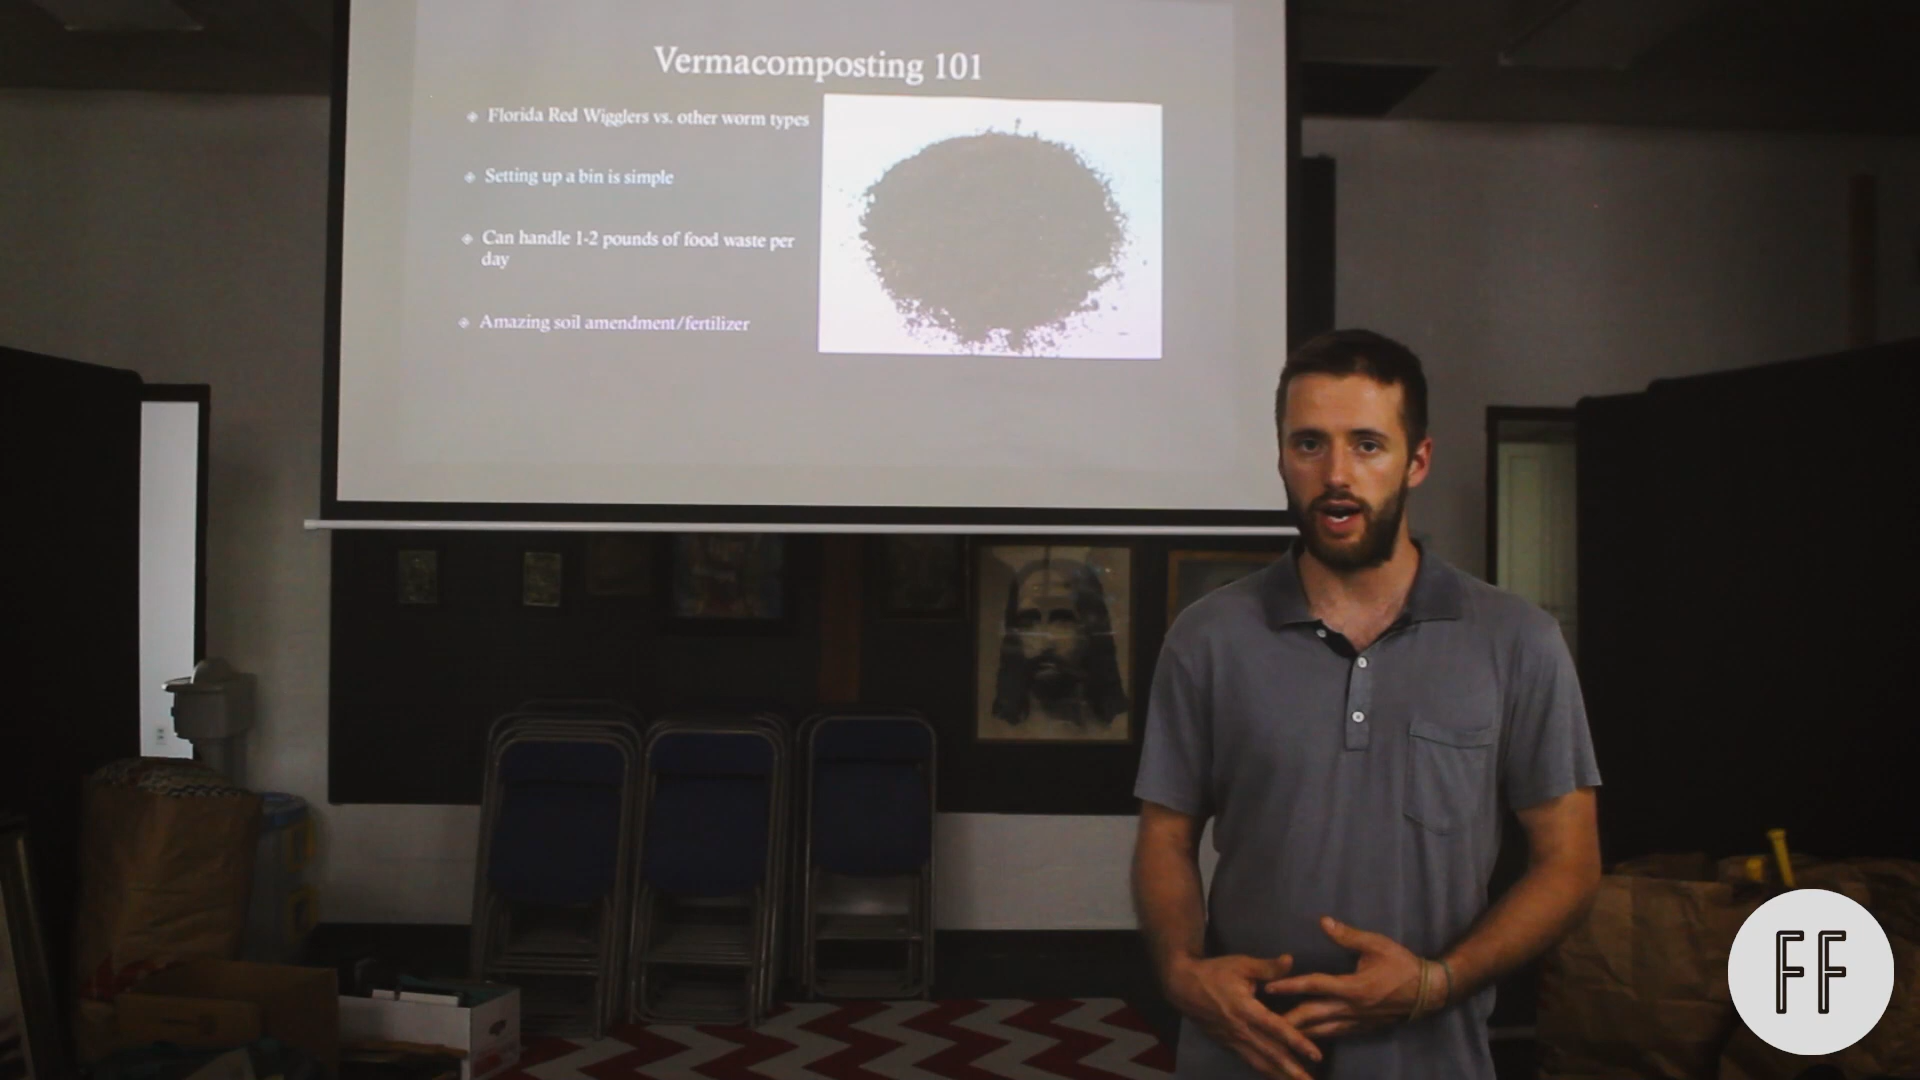 Vermacomposting 101
Florida Red Wigglers vs. other worm types
Setting up a bin is simple
Can handle 1-2 pounds of food waste per
day
Amazing soil amendment/fertilizer
FF